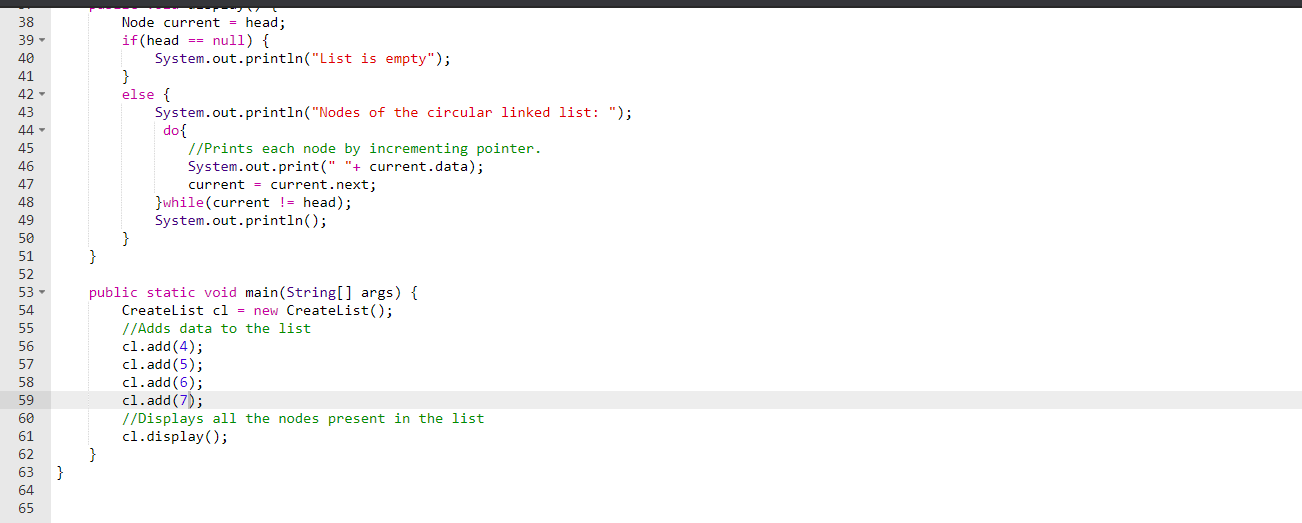 38 Node current = head;
39 if(head == null) {
40 System.out.println("List is empty");
41 }
42 else {
43 System.out.println("Nodes of the circular linked list: ");
44 do{
45 //Prints each node by incrementing pointer.
46 System.out.print(" "+ current.data);
47 current = current.next;
48 }while(current != head);
49 System.out.println();
50 }
51 }
52
53 public static void main(String[] args) {
54 CreateList cl = new CreateList();
55 //Adds data to the list
56 cl.add(4);
57 cl.add(5);
58 cl.add(6);
59 cl.add(7);
60 //Displays all the nodes present in the list
61 cl.display();
62 }
63 }
64
65